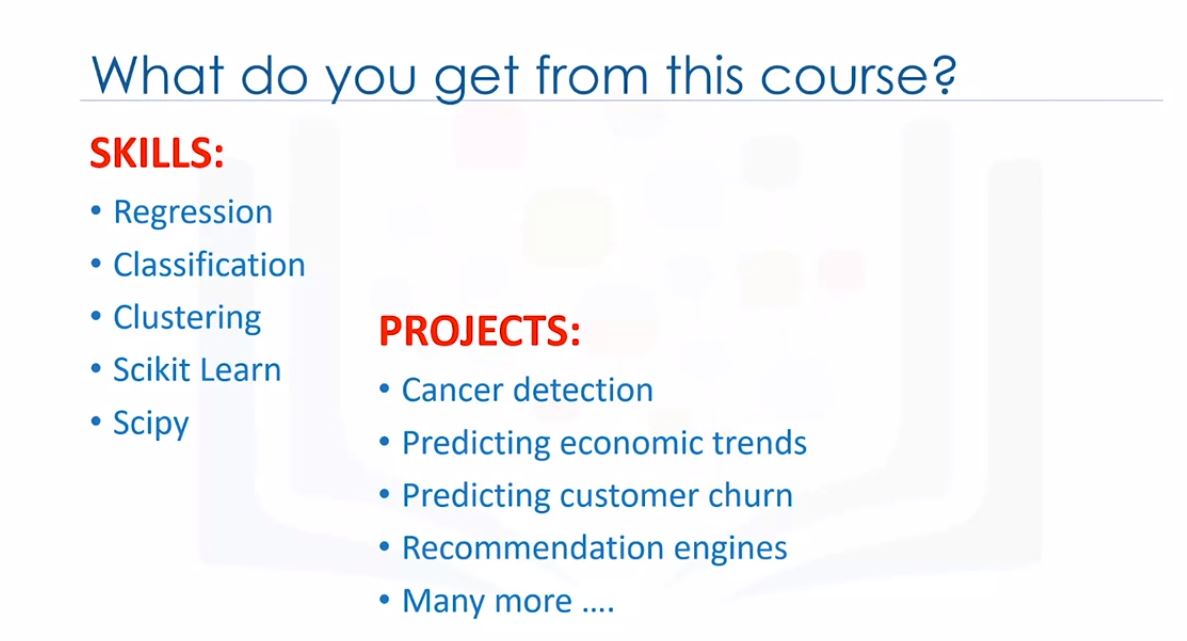 What do you get from this course?
SKILLS:
• Regression
• Classification
• Clustering
• Scikit Learn
• Scipy
PROJECTS:
• Cancer detection
• Predicting economic trends
• Predicting customer churn
• Recommendation engines
• Many more ....